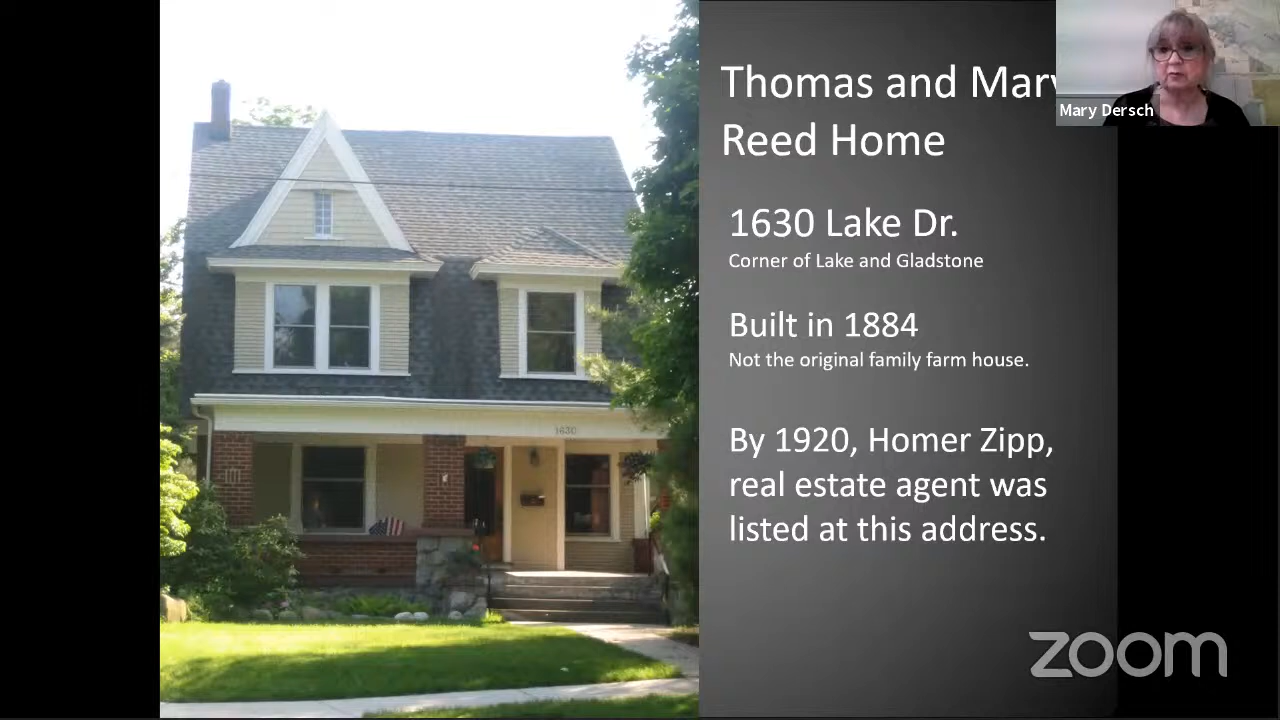 Thomas and Mary
Reed Home
1630 Lake Dr.
Corner of Lake and Gladstone
Built in 1884
Not the original family farm house.
By 1920, Homer Zipp,
real estate agent was
listed at this address.
Mary Dersch
1630
zoom